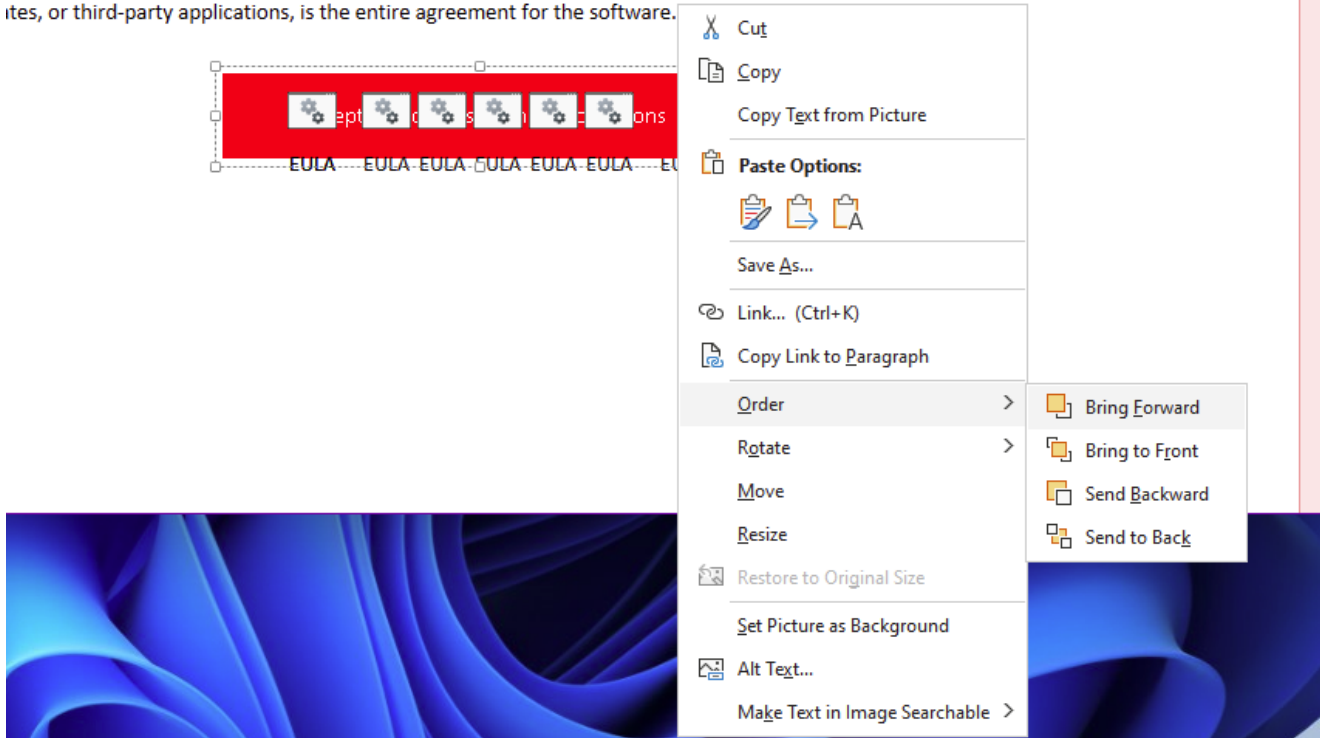 tes, or third-party applications, is the entire agreement for the software.
ept ons
EULA EULA EULA EULA EULA EULA
Cut
Copy
Copy Text from Picture
Paste Options:
Save As...
Link... (Ctrl+K)
Copy Link to Paragraph
Order
Rotate
Move
Resize
Restore to Original Size
Set Picture as Background
Alt Text...
Make Text in Image Searchable
Bring Forward
Bring to Front
Send Backward
Send to Back